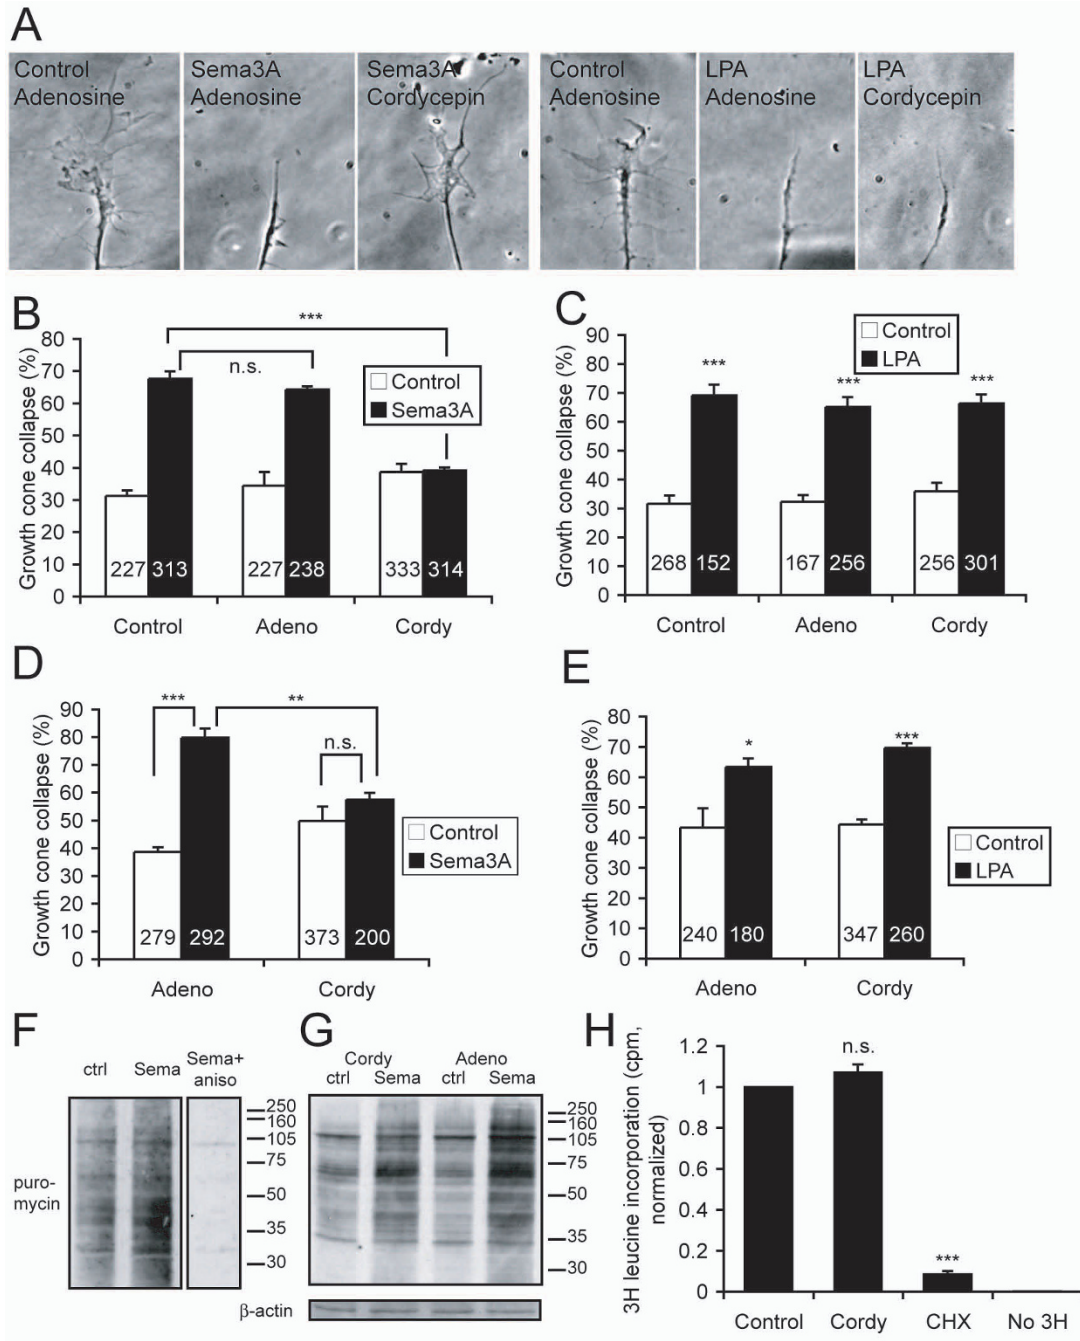 A
Control
Adenosine
Sema3A
Adenosine
Sema3A
Cordycepin
Control
Adenosine
LPA
Adenosine
LPA
Cordycepin
B
Growth cone collapse (%)
80
70
60
50
40
30
20
10
0
***
n.s.
Control
Sema3A
227 313 227 238 333 314
Control Adeno Cordy
C
Growth cone collapse (%)
90
80
70
60
50
40
30
20
10
0
Control
LPA
*** *** ***
268 152 167 256 256 301
Control Adeno Cordy
D
Growth cone collapse (%)
90
80
70
60
50
40
30
20
10
0
*** **
n.s.
Control
Sema3A
279 292 373 200
Adeno Cordy
E
Growth cone collapse (%)
80
70
60
50
40
30
20
10
0
* ***
Control
LPA
240 180 347 260
Adeno Cordy
F
ctrl Sema Sema+
aniso
puro-
mycin
250
160
105
75
50
35
30
G
Cordy Adeno
ctrl Sema ctrl Sema
250
160
105
75
50
35
30
β-actin
H
3H leucine incorporation (cpm,
normalized)
1.2
1
0.8
0.6
0.4
0.2
0
n.s.
***
Control Cordy CHX No 3H